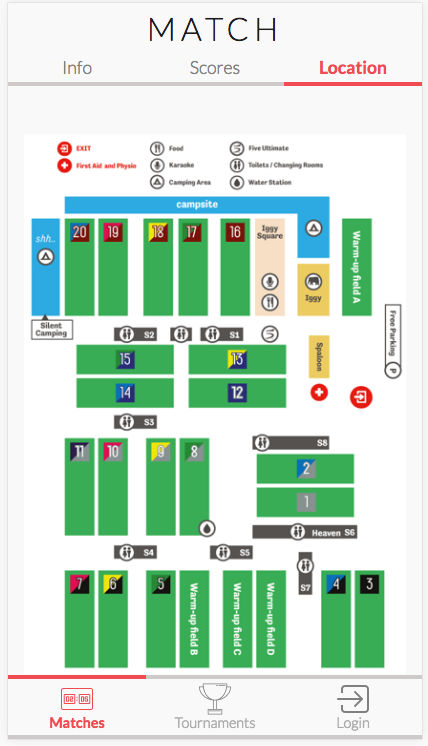 MATCH
Info Scores Location
EXIT Food Five Ultimate
First Aid and Physio Karaoke Toilets / Changing Rooms
Camping Area Water Station
campsite
shh..
20 19 18 17 16
Iggy
Square
Iggy
Warm-up field A
Silent
Camping
S2 S1
Free Parking
P
15 13
Spaloon
14 12
S3
11 10 9 8
S8
2
1
Heaven S6
S4 S5
S7
7 6 5
Warm-up field B
Warm-up field C
Warm-up field D
4 3
Matches Tournaments Login